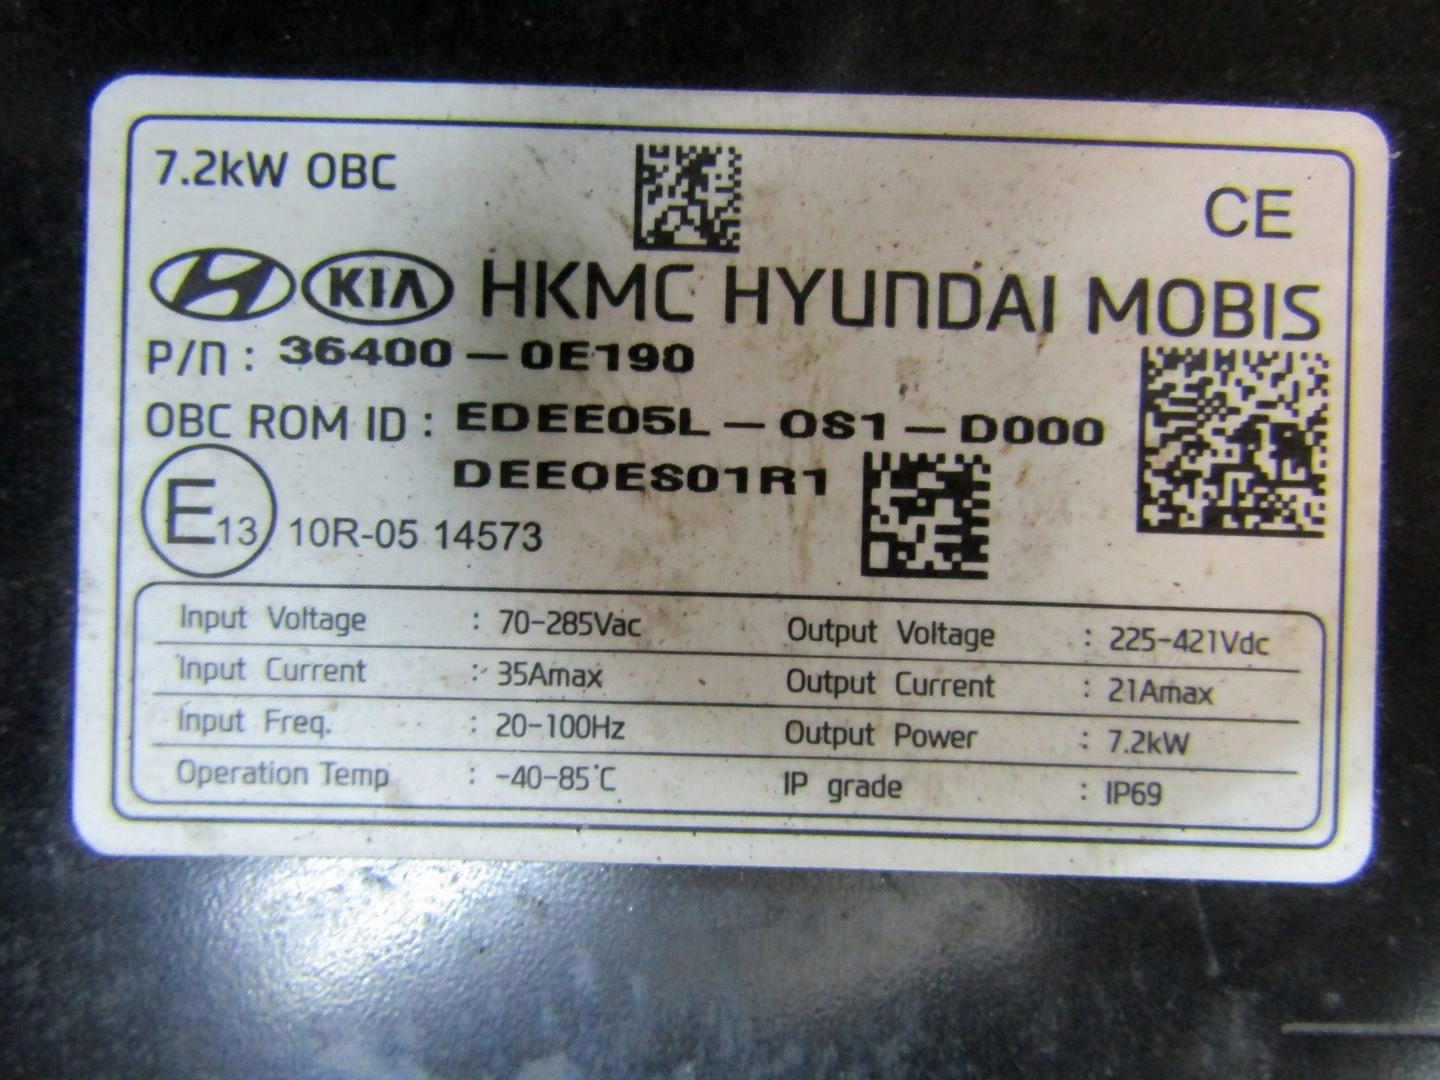 7.2kW OBC
CE
KIA HKMC HYUNDAI MOBIS
P/N : 36400-0E190
OBC ROM ID : EDEE05L-OS1-D000
DEEOES01R1
E13 10R-05 14573
Input Voltage : 70-285Vac Output Voltage : 225-421Vdc
Input Current : 35Amax Output Current : 21Amax
Input Freq. : 20-100Hz Output Power : 7.2kW
Operation Temp : -40-85℃ IP grade : IP69